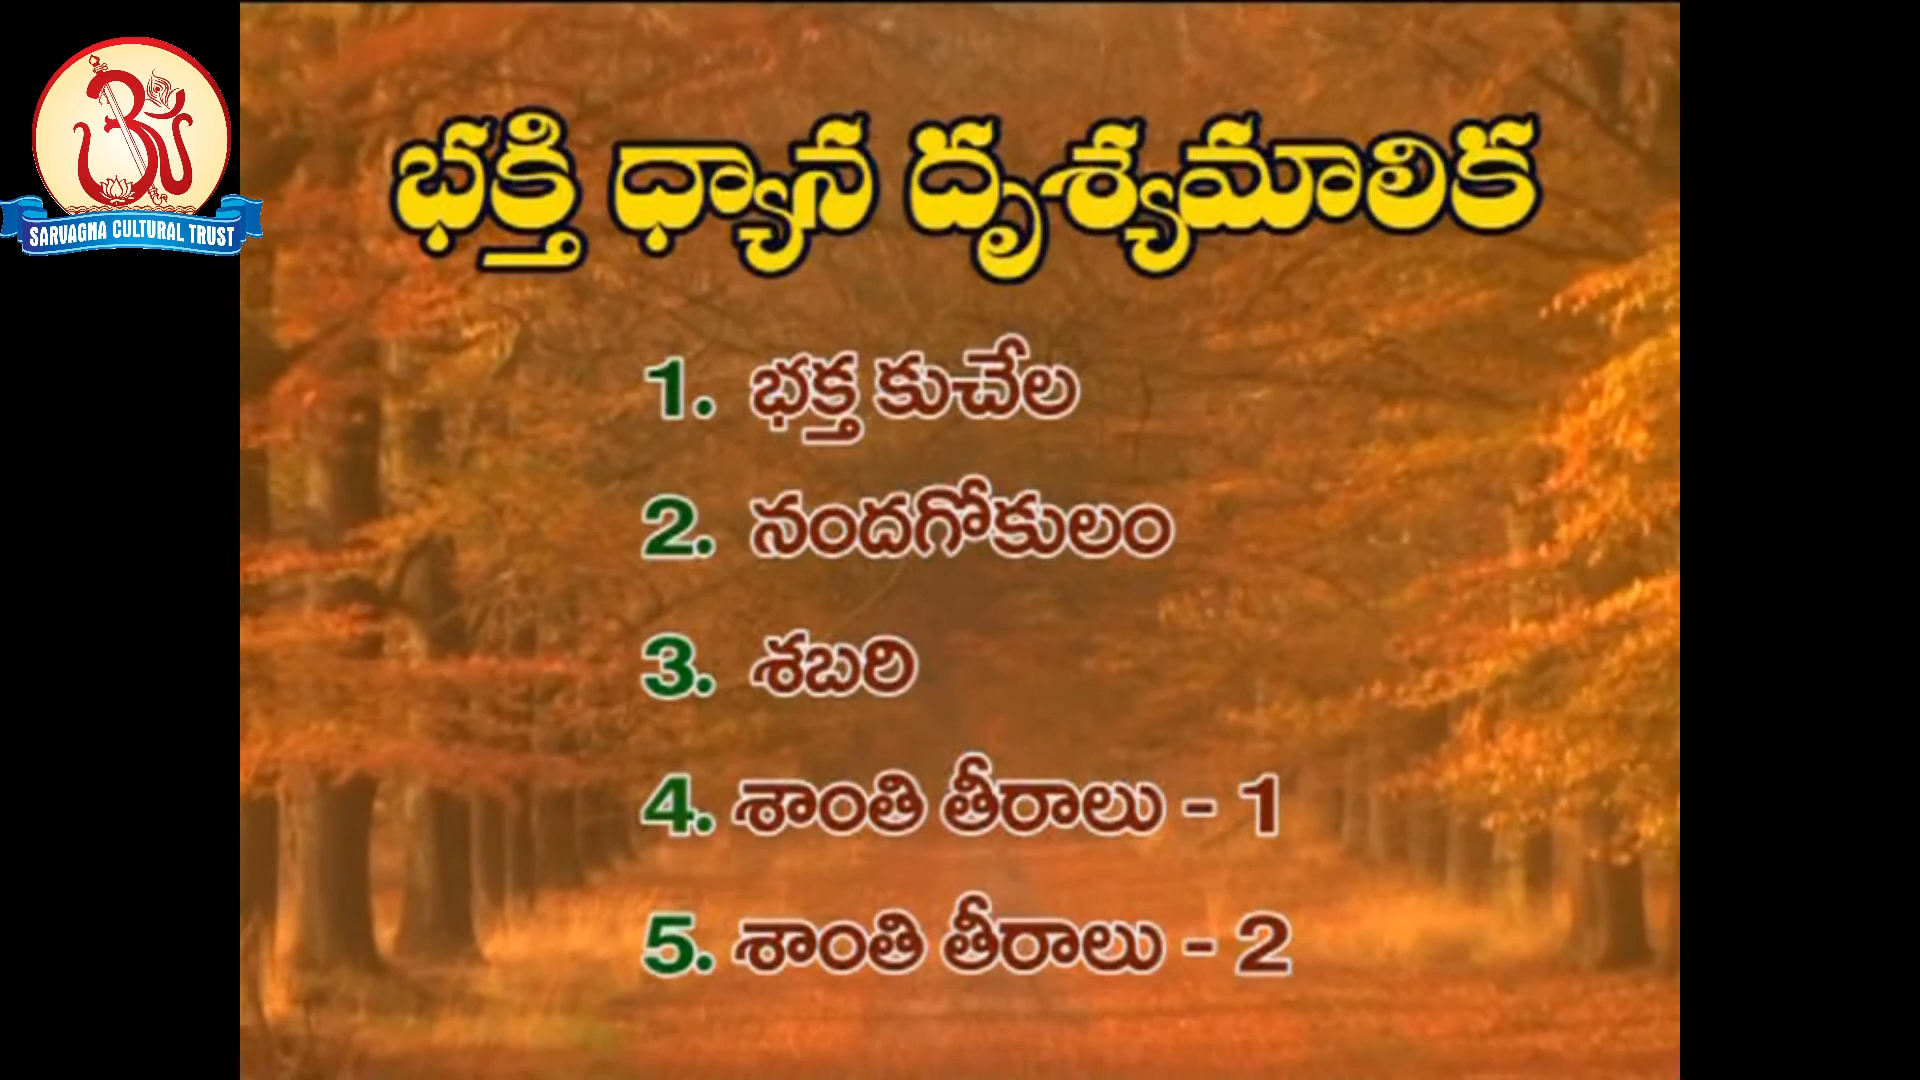 SARVAGNA CULTURAL TRUST
భక్తి ధ్యాన దృశ్యమాలిక
1. భక్త కుచేల
2. నందగోకులం
3. శబరి
4. శాంతి తీరాలు - 1
5. శాంతి తీరాలు - 2